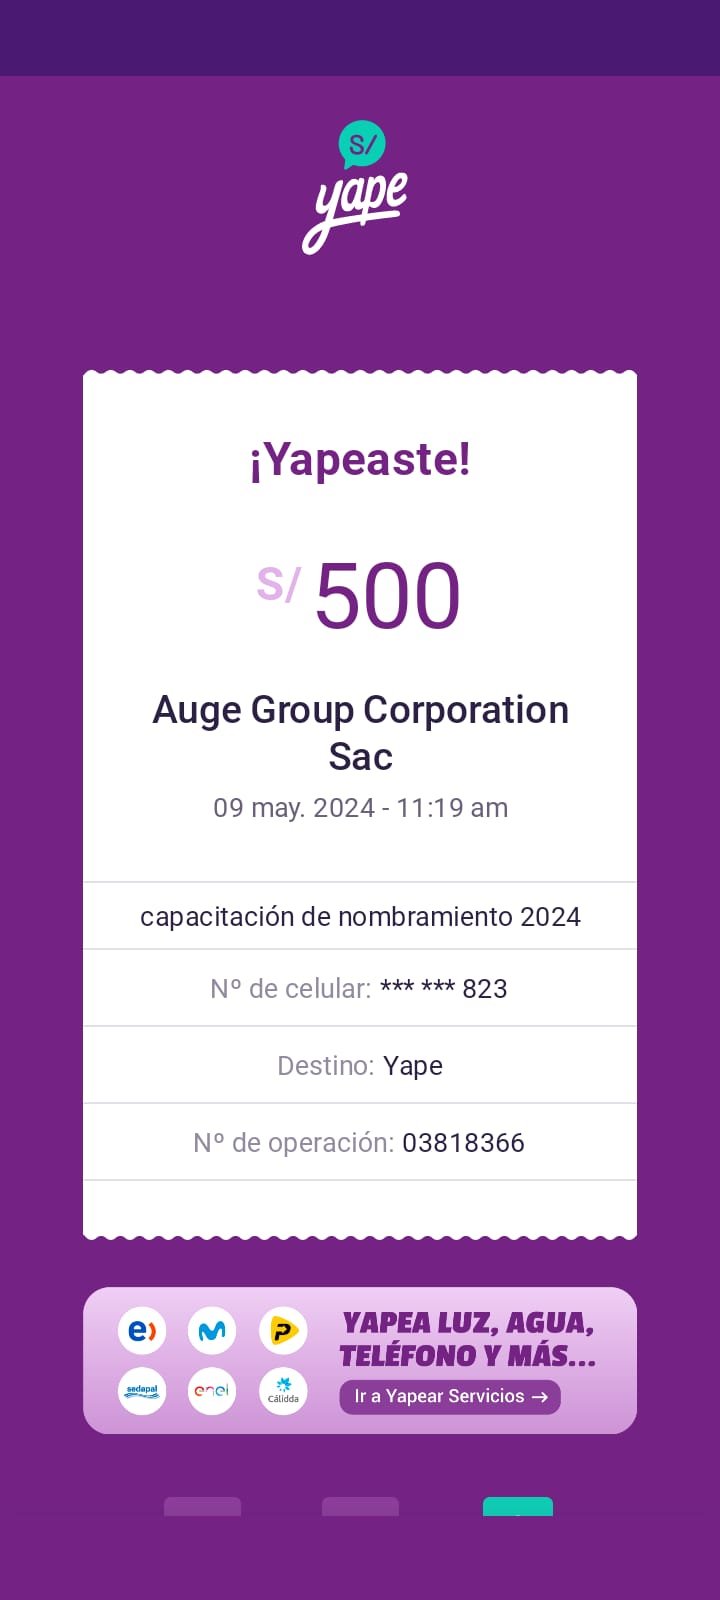 S/
yape
¡Yapeaste!
S/ 500
Auge Group Corporation
Sac
09 may. 2024 - 11:19 am
capacitación de nombramiento 2024
Nº de celular: *** *** 823
Destino: Yape
Nº de operación: 03818366
YAPEA LUZ, AGUA,
TELÉFONO Y MÁS...
Ir a Yapear Servicios →
e)
P
sedapal
enel
Cálidda